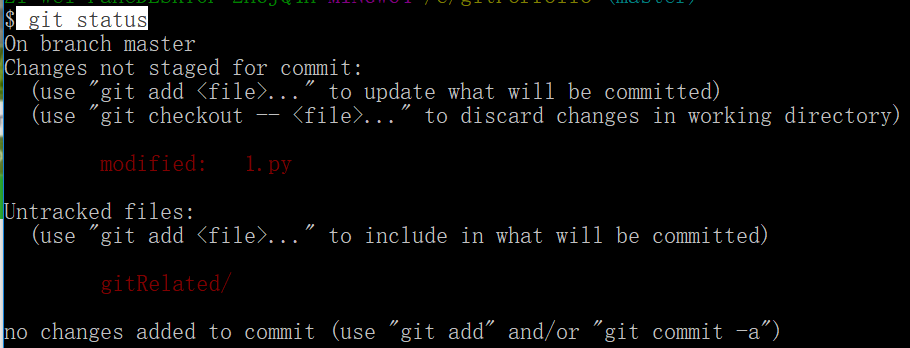 $ git status
On branch master
Changes not staged for commit:
  (use "git add <file>..." to update what will be committed)
  (use "git checkout -- <file>..." to discard changes in working directory)
        modified:   1.py
Untracked files:
  (use "git add <file>..." to include in what will be committed)
        gitRelated/
no changes added to commit (use "git add" and/or "git commit -a")